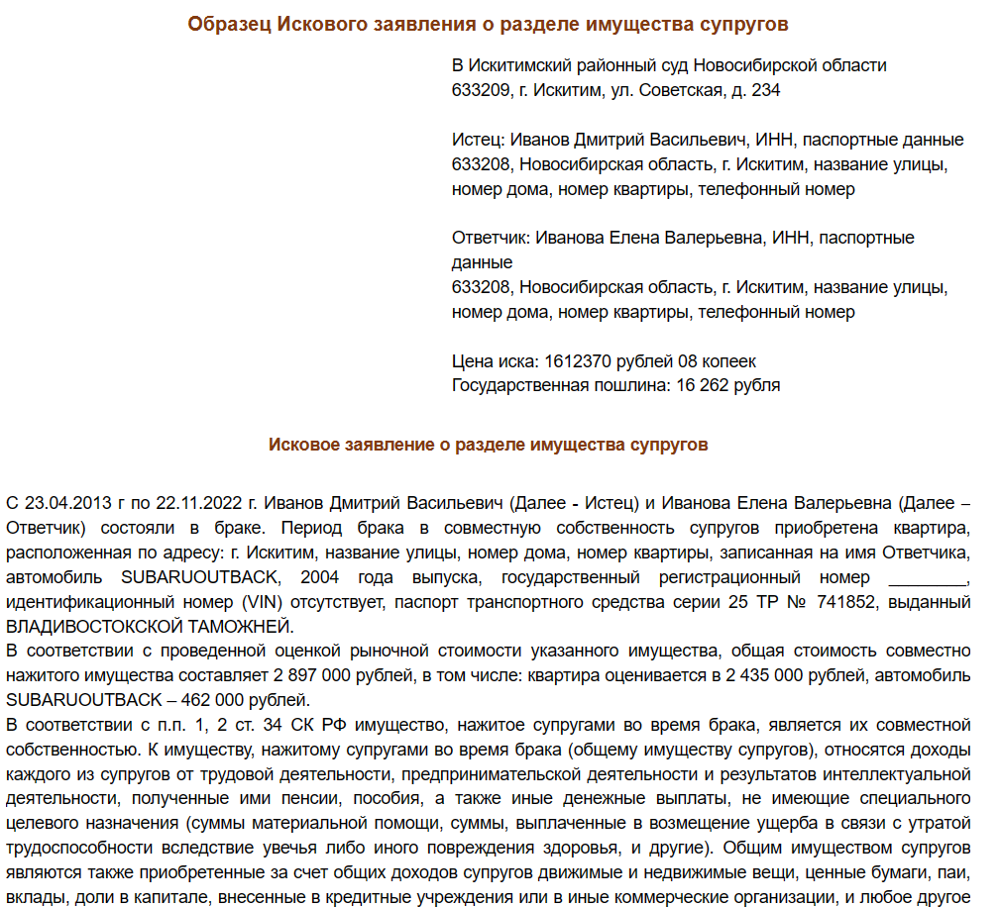 Образец Искового заявления о разделе имущества супругов
В Искитимский районный суд Новосибирской области
633209, г. Искитим, ул. Советская, д. 234
Истец: Иванов Дмитрий Васильевич, ИНН, паспортные данные
633208, Новосибирская область, г. Искитим, название улицы,
номер дома, номер квартиры, телефонный номер
Ответчик: Иванова Елена Валерьевна, ИНН, паспортные
данные
633208, Новосибирская область, г. Искитим, название улицы,
номер дома, номер квартиры, телефонный номер
Цена иска: 1612370 рублей 08 копеек
Государственная пошлина: 16 262 рубля
Исковое заявление о разделе имущества супругов
С 23.04.2013 г по 22.11.2022 г. Иванов Дмитрий Васильевич (Далее - Истец) и Иванова Елена Валерьевна (Далее –
Ответчик) состояли в браке. Период брака в совместную собственность супругов приобретена квартира,
расположенная по адресу: г. Искитим, название улицы, номер дома, номер квартиры, записанная на имя Ответчика,
автомобиль SUBARUOUTBACK, 2004 года выпуска, государственный регистрационный номер ________,
идентификационный номер (VIN) отсутствует, паспорт транспортного средства серии 25 ТР № 741852, выданный
ВЛАДИВОСТОКСКОЙ ТАМОЖНЕЙ.
В соответствии с проведенной оценкой рыночной стоимости указанного имущества, общая стоимость совместно
нажитого имущества составляет 2 897 000 рублей, в том числе: квартира оценивается в 2 435 000 рублей, автомобиль
SUBARUOUTBACK – 462 000 рублей.
В соответствии с п.п. 1, 2 ст. 34 СК РФ имущество, нажитое супругами во время брака, является их совместной
собственностью. К имуществу, нажитому супругами во время брака (общему имуществу супругов), относятся доходы
каждого из супругов от трудовой деятельности, предпринимательской деятельности и результатов интеллектуальной
деятельности, полученные ими пенсии, пособия, а также иные денежные выплаты, не имеющие специального
целевого назначения (суммы материальной помощи, суммы, выплаченные в возмещение ущерба в связи с утратой
трудоспособности вследствие увечья либо иного повреждения здоровья, и другие). Общим имуществом супругов
являются также приобретенные за счет общих доходов супругов движимые и недвижимые вещи, ценные бумаги, паи,
вклады, доли в капитале, внесенные в кредитные учреждения или в иные коммерческие организации, и любое другое